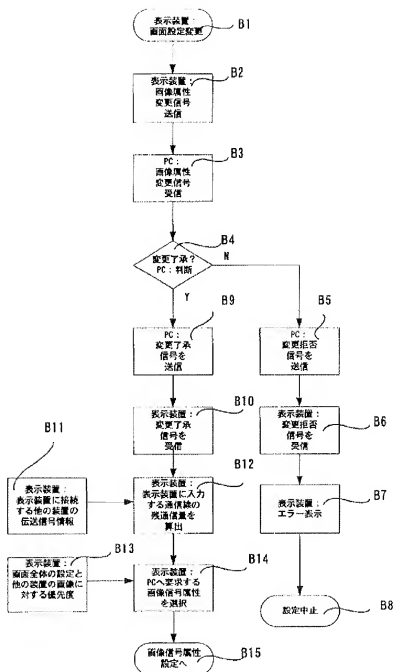 表示装置：
画面設定変更
B1
表示装置：
画像属性
変更信号
送信
B2
PC：
画像属性
変更信号
受信
B3
変更了承？
PC：判断
B4
N
Y
PC：
変更了承
信号を
送信
B9
PC：
変更拒否
信号を
送信
B5
表示装置：
変更了承
信号を
受信
B10
表示装置：
変更拒否
信号を
受信
B6
B11
表示装置：
表示装置に接続
する他の装置の
伝送信号情報
表示装置：
表示装置に入力
する通信線の
残通信量を
算出
B12
表示装置：
エラー表示
B7
B13
表示装置：
画面全体の設定と
他の装置の画像に
対する優先度
表示装置：
PCへ要求する
画像信号属性
を選択
B14
設定中止
B8
画像信号属性
設定へ
B15